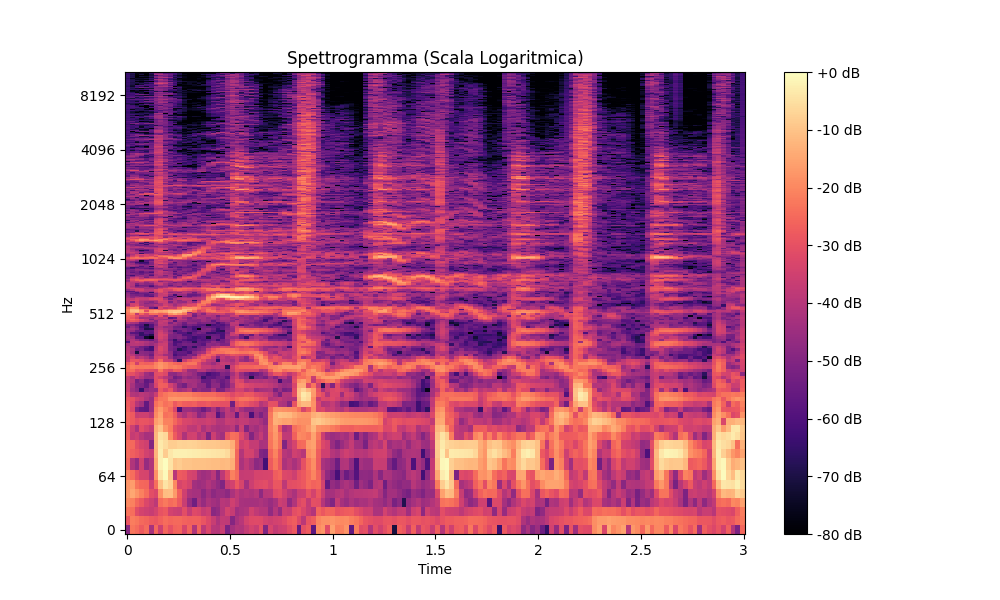 Spettrogramma (Scala Logaritmica)
Hz
8192
4096
2048
1024
512
256
128
64
0
0
0.5
1
1.5
2
2.5
3
Time
+0 dB
-10 dB
-20 dB
-30 dB
-40 dB
-50 dB
-60 dB
-70 dB
-80 dB